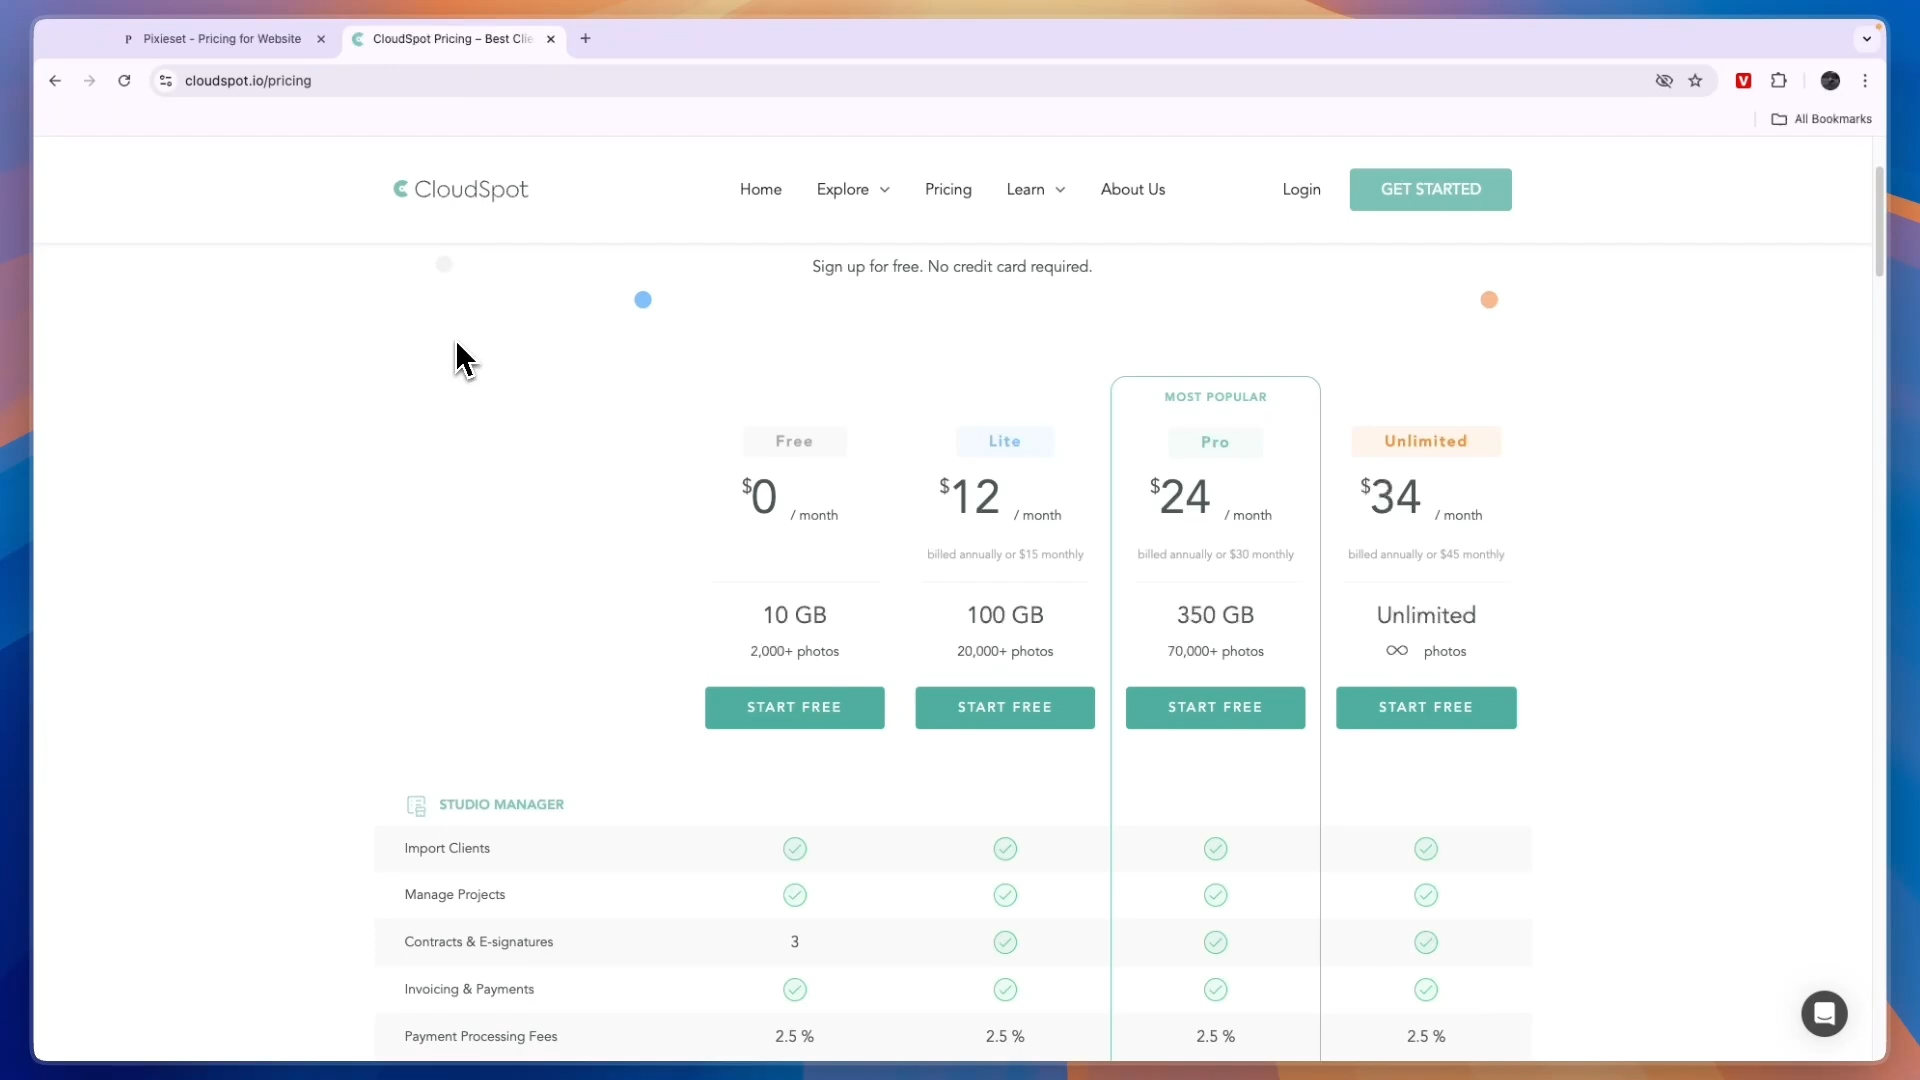 Pixieset - Pricing for Website
CloudSpot Pricing – Best Clie
cloudspot.io/pricing
All Bookmarks
CloudSpot
Home
Explore
Pricing
Learn
About Us
Login
GET STARTED
Sign up for free. No credit card required.
MOST POPULAR
Free
Lite
Pro
Unlimited
$0 / month
$12 / month
$24 / month
$34 / month
billed annually or $15 monthly
billed annually or $30 monthly
billed annually or $45 monthly
10 GB
100 GB
350 GB
Unlimited
2,000+ photos
20,000+ photos
70,000+ photos
∞ photos
START FREE
START FREE
START FREE
START FREE
STUDIO MANAGER
Import Clients
Manage Projects
Contracts & E-signatures
3
Invoicing & Payments
Payment Processing Fees
2.5 %
2.5 %
2.5 %
2.5 %